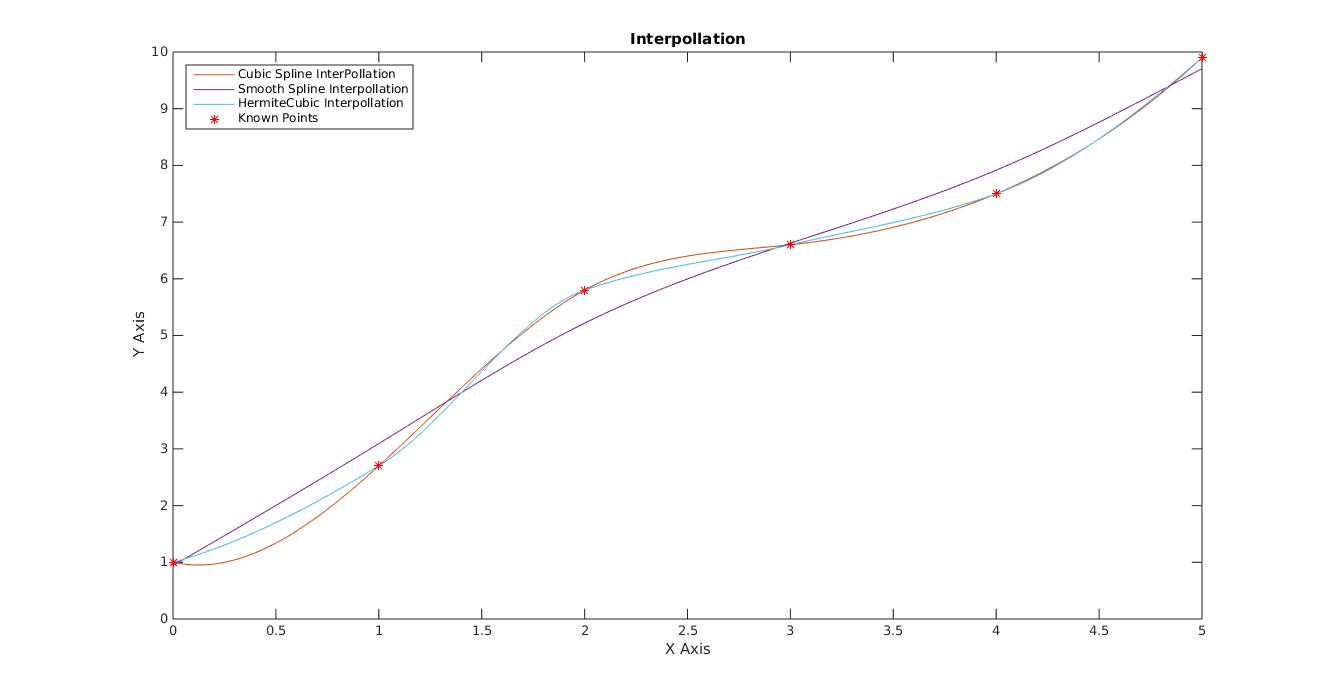 Interpollation
10
9
8
7
6
5
4
3
2
1
0
Y Axis
Cubic Spline InterPollation
Smooth Spline Interpollation
HermiteCubic Interpollation
Known Points
0 0.5 1 1.5 2 2.5 3 3.5 4 4.5 5
X Axis